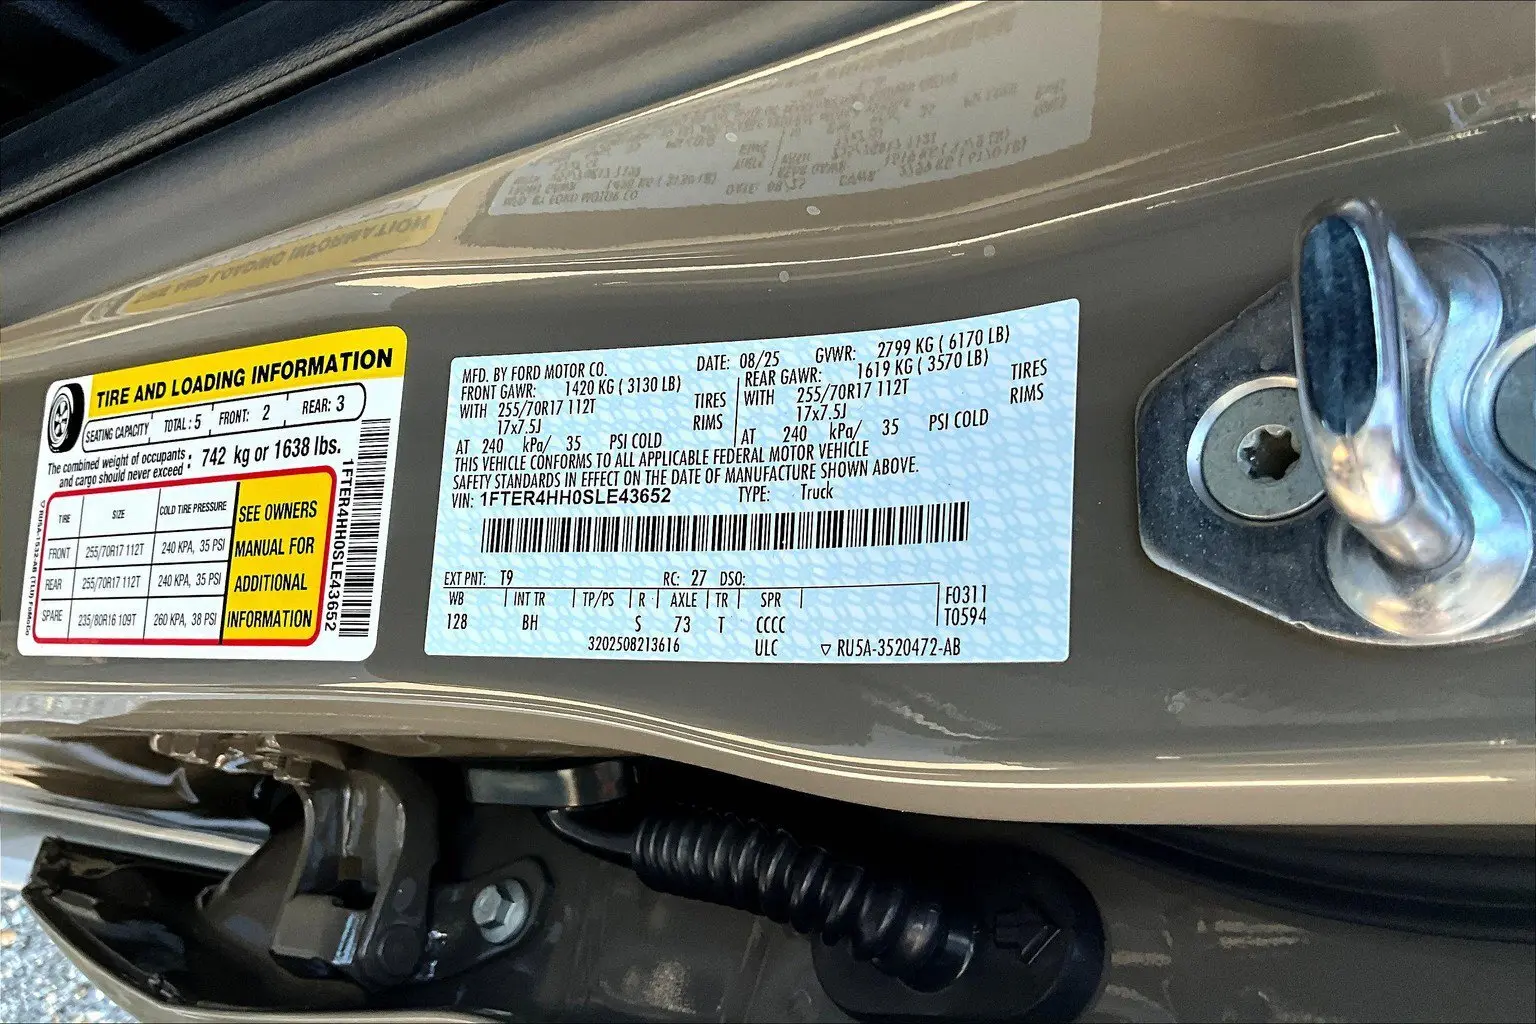 TIRE AND LOADING INFORMATION
SEATING CAPACITY TOTAL : 5 FRONT: 2 REAR: 3
The combined weight of occupants and cargo should never exceed : 742 kg or 1638 lbs.
TIRE SIZE COLD TIRE PRESSURE
FRONT 255/70R17 112T 240 KPA, 35 PSI
REAR 255/70R17 112T 240 KPA, 35 PSI
SPARE 235/80R16 109T 260 KPA, 38 PSI
SEE OWNERS
MANUAL FOR
ADDITIONAL
INFORMATION
1FTER4HH0SLE43652
MFD. BY FORD MOTOR CO. DATE: 08/25 GVWR: 2799 KG ( 6170 LB)
FRONT GAWR: 1420 KG ( 3130 LB) REAR GAWR: 1619 KG ( 3570 LB)
WITH 255/70R17 112T TIRES WITH 255/70R17 112T TIRES
17x7.5J RIMS 17x7.5J RIMS
AT 240 kPa/ 35 PSI COLD AT 240 kPa/ 35 PSI COLD
THIS VEHICLE CONFORMS TO ALL APPLICABLE FEDERAL MOTOR VEHICLE
SAFETY STANDARDS IN EFFECT ON THE DATE OF MANUFACTURE SHOWN ABOVE.
VIN: 1FTER4HH0SLE43652 TYPE: Truck
EXT PNT: T9 RC: 27 DSO:
WB INT TR TP/PS R AXLE TR SPR F0311
128 BH S 73 T CCCC T0594
3202508213616 ULC ▽ RU5A-3520472-AB